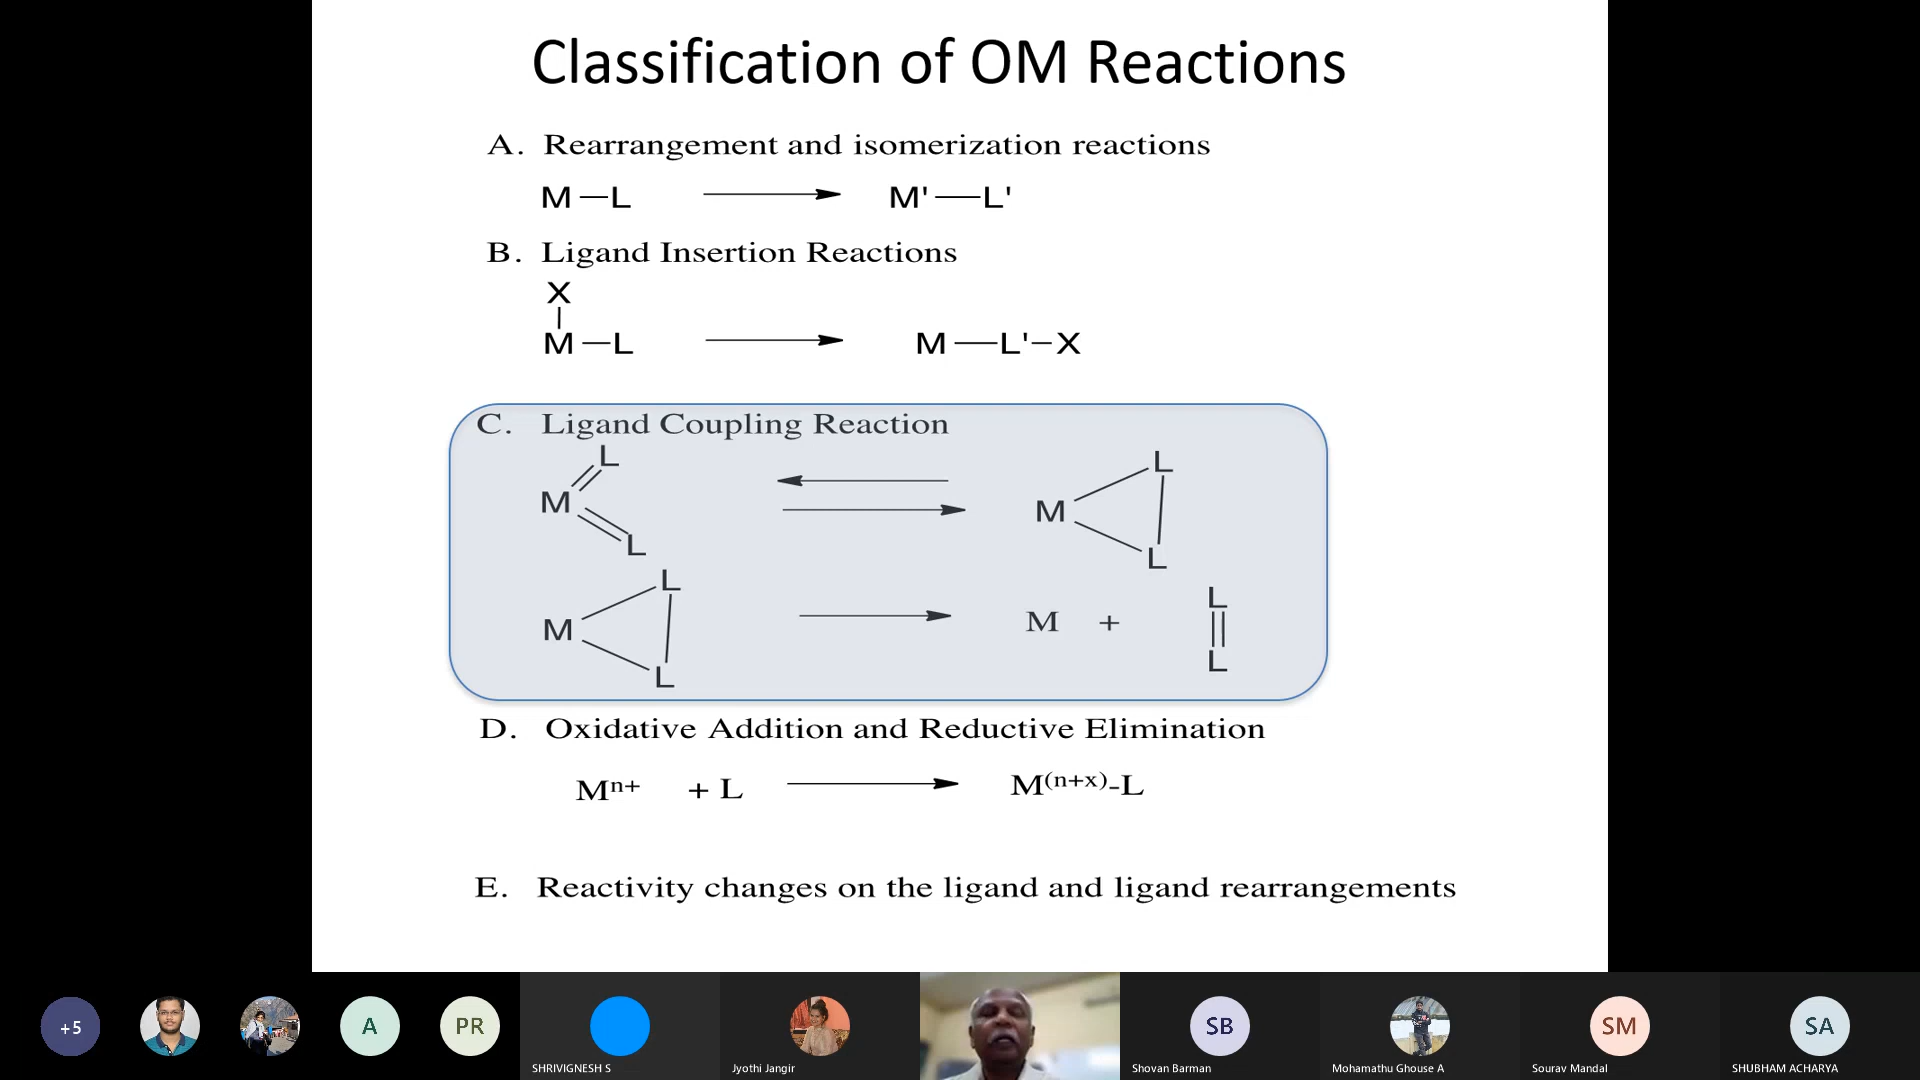 Classification of OM Reactions
A. Rearrangement and isomerization reactions
M—L M'—L'
B. Ligand Insertion Reactions
X
M—L M—L'–X
C. Ligand Coupling Reaction
L L
M M
L L
L L
M M + 
L L
D. Oxidative Addition and Reductive Elimination
Mⁿ⁺ + L M⁽ⁿ⁺ˣ⁾-L
E. Reactivity changes on the ligand and ligand rearrangements
+5 A PR SB SM SA
SHRIVIGNESH S Jyothi Jangir Shovan Barman Mohamathu Ghouse A Sourav Mandal SHUBHAM ACHARYA